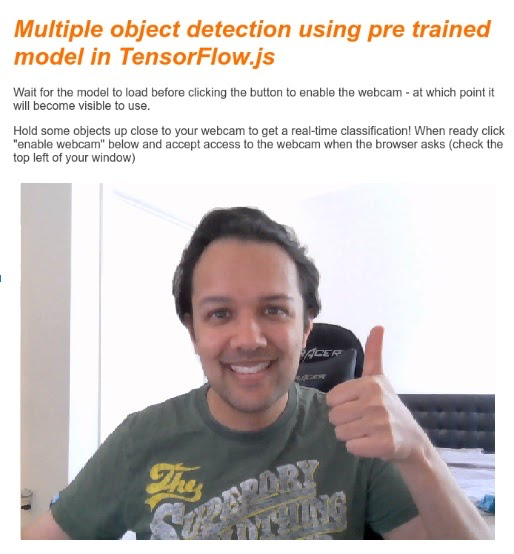 Multiple object detection using pre trained
model in TensorFlow.js
Wait for the model to load before clicking the button to enable the webcam - at which point it
will become visible to use.
Hold some objects up close to your webcam to get a real-time classification! When ready click
"enable webcam" below and accept access to the webcam when the browser asks (check the
top left of your window)
RACER
RACER
The
SUPERDRY